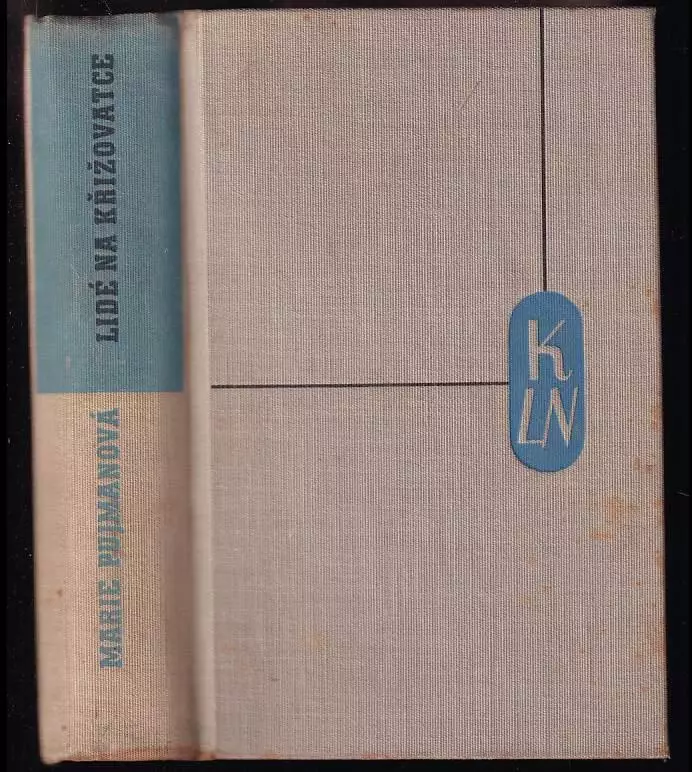 MARIE PUJMANOVÁ
LIDÉ NA KŘIŽOVATCE
K
LN